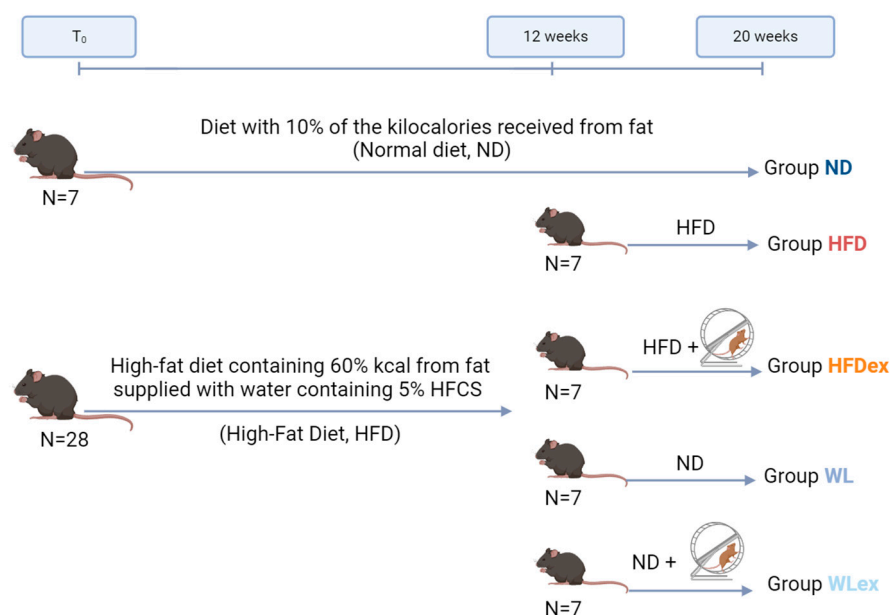 T₀
12 weeks
20 weeks
Diet with 10% of the kilocalories received from fat
(Normal diet, ND)
Group ND
N=7
HFD
Group HFD
N=7
HFD +
Group HFDex
N=7
High-fat diet containing 60% kcal from fat
supplied with water containing 5% HFCS
(High-Fat Diet, HFD)
N=28
ND
Group WL
N=7
ND +
Group WLex
N=7